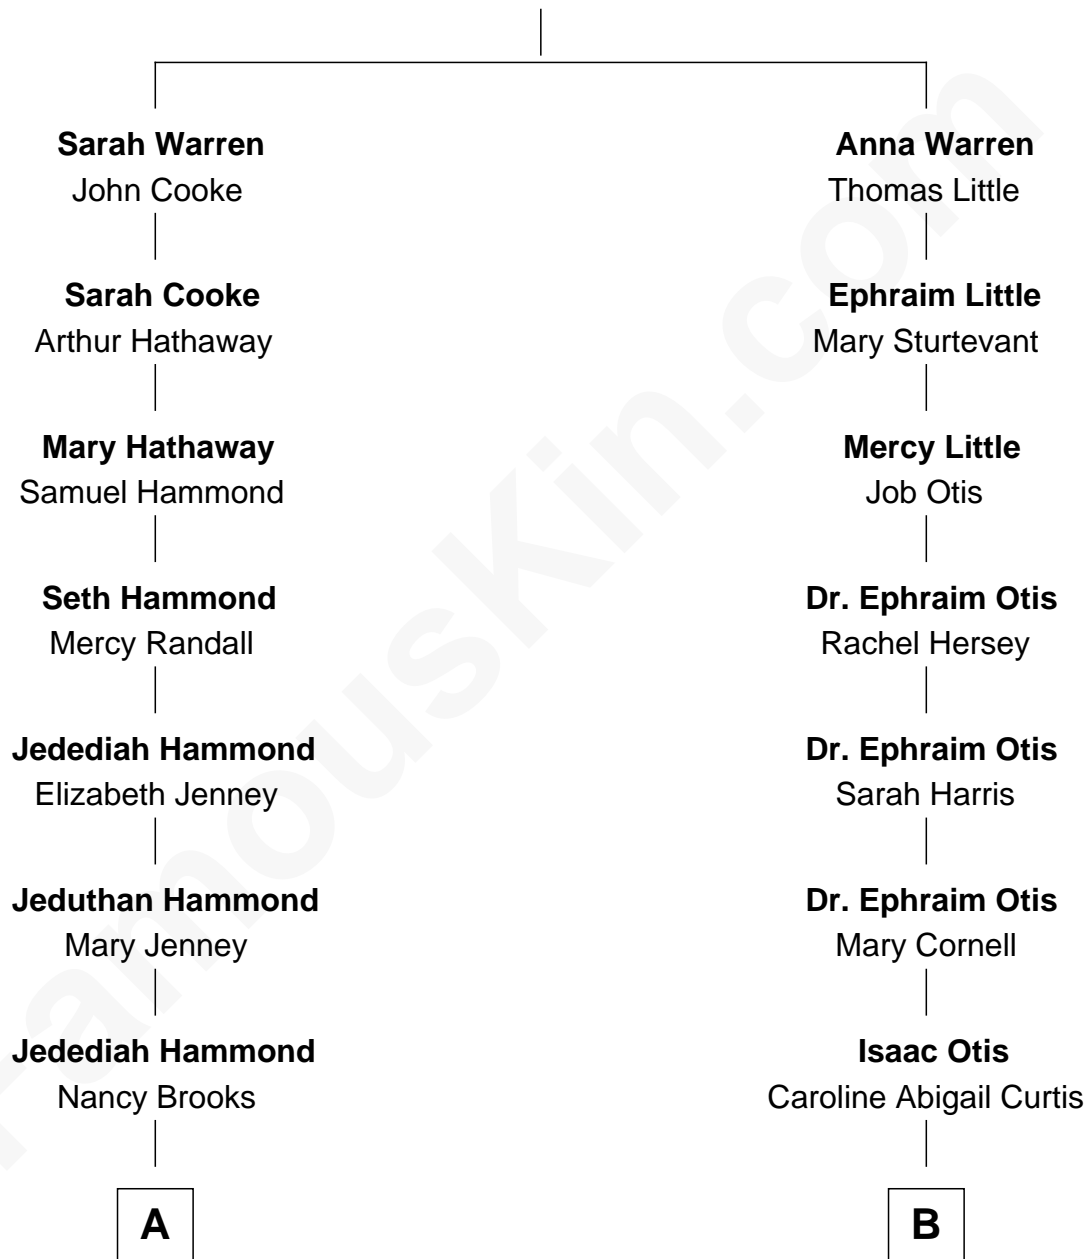 Sarah Warren
John Cooke
Sarah Cooke
Arthur Hathaway
Mary Hathaway
Samuel Hammond
Seth Hammond
Mercy Randall
Jedediah Hammond
Elizabeth Jenney
Jeduthan Hammond
Mary Jenney
Jedediah Hammond
Nancy Brooks
A
Anna Warren
Thomas Little
Ephraim Little
Mary Sturtevant
Mercy Little
Job Otis
Dr. Ephraim Otis
Rachel Hersey
Dr. Ephraim Otis
Sarah Harris
Dr. Ephraim Otis
Mary Cornell
Isaac Otis
Caroline Abigail Curtis
B
FamousKin.com